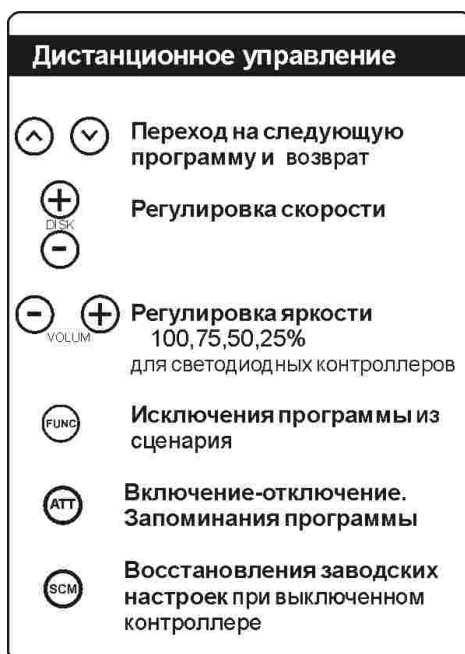 Дистанционное управление
Переход на следующую
программу и возврат
DISK
Регулировка скорости
VOLUM
Регулировка яркости
100,75,50,25%
для светодиодных контроллеров
FUNC
Исключения программы из
сценария
ATT
Включение-отключение.
Запоминания программы
SCM
Восстановления заводских
настроек при выключенном
контроллере